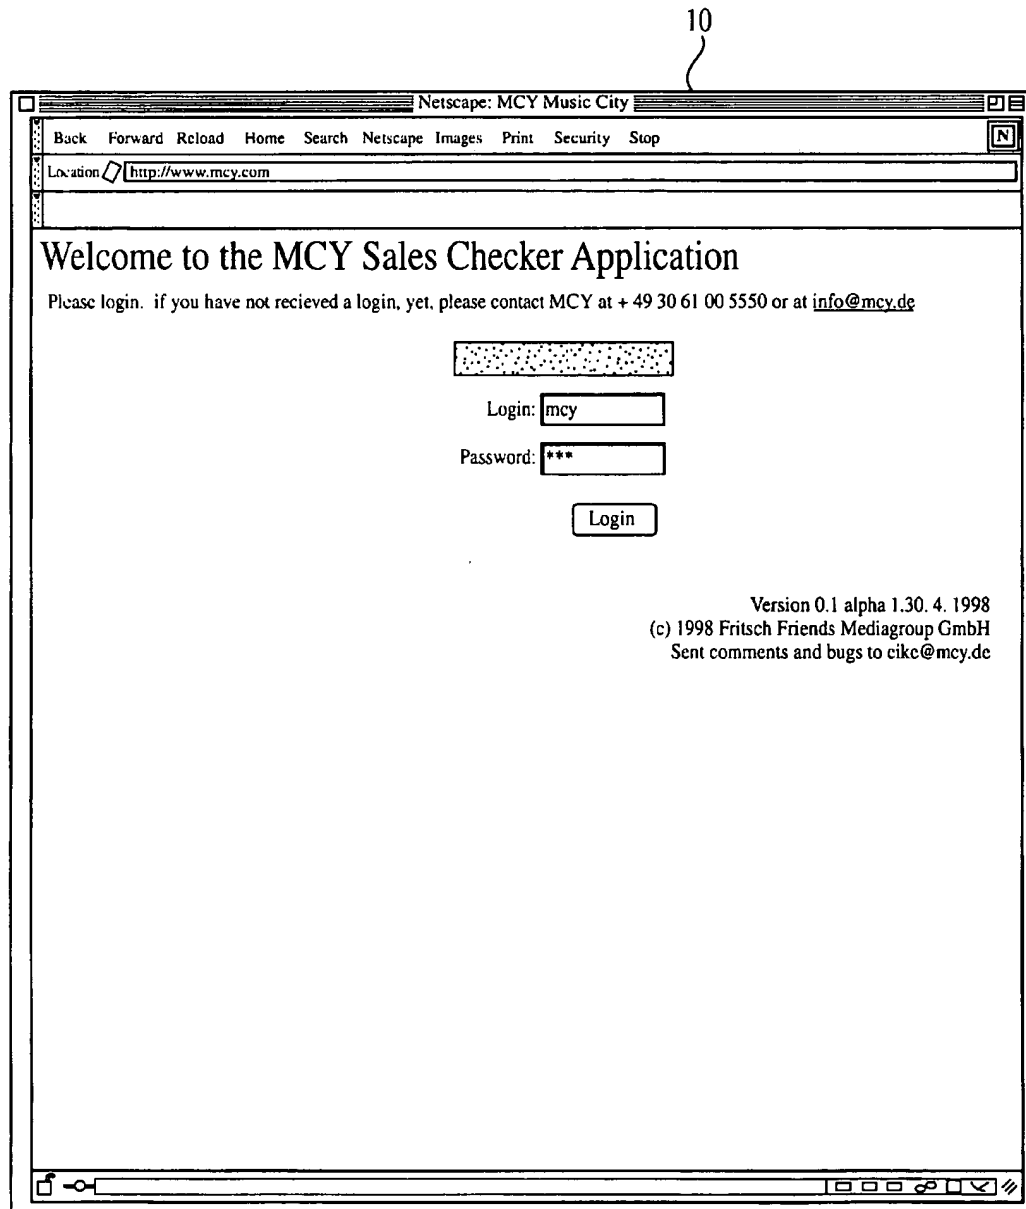 10
Netscape: MCY Music City
Back Forward Reload Home Search Netscape Images Print Security Stop
N
Location http://www.mcy.com
Welcome to the MCY Sales Checker Application
Please login. if you have not recieved a login, yet, please contact MCY at + 49 30 61 00 5550 or at info@mcy.de
Login: mcy
Password: ***
Login
Version 0.1 alpha 1.30. 4. 1998
(c) 1998 Fritsch Friends Mediagroup GmbH
Sent comments and bugs to eike@mcy.de